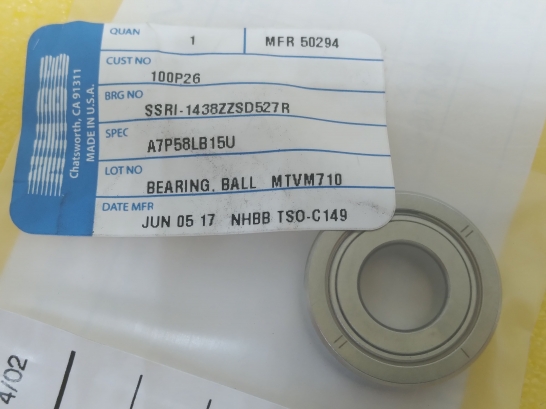 QUAN 1 MFR 50294
CUST NO 100P26
BRG NO SSRI-1438ZZSD527R
SPEC A7P58LB15U
LOT NO BEARING, BALL MTVM710
DATE MFR JUN 05 17 NHBB TSO-C149
Chatsworth, CA 91311
MADE IN U.S.A.
4/02